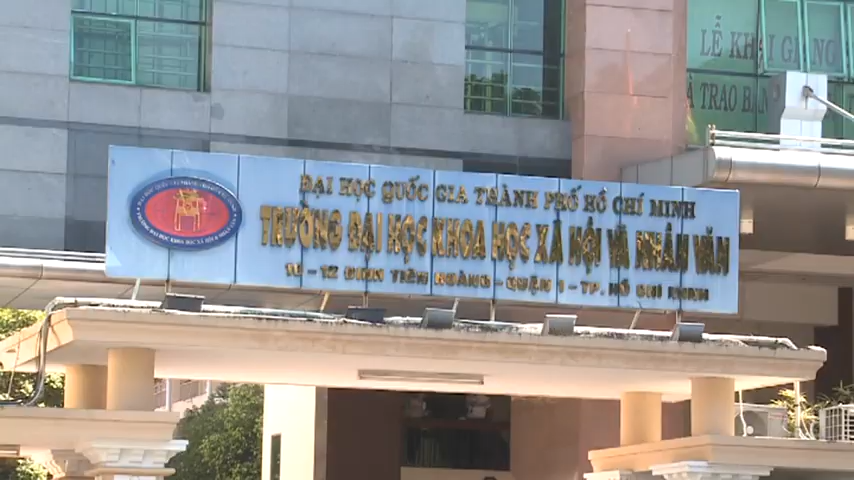 LỄ KHAI GIẢNG
À TRAO BẰN
ĐẠI HỌC QUỐC GIA THÀNH PHỐ HỒ CHÍ MINH
TRƯỜNG ĐẠI HỌC KHOA HỌC XÃ HỘI VÀ NHÂN VĂN
10 - 12 ĐINH TIÊN HOÀNG - QUẬN 1 - TP. HỒ CHÍ MINH